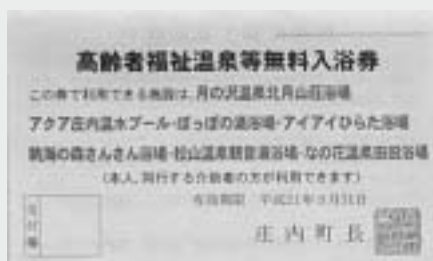 高齢者福祉温泉等無料入浴券
この券で利用できる施設は、月の沢温泉北月山荘浴場
アクア庄内温水プール・ぽっぽの湯浴場・アイアイひらた浴場
鳥海の森さんさん浴場・松山温泉観音湯浴場・なの花温泉田田浴場
(本人、同行する介助者の方が利用できます)
有効期限 平成21年3月31日
庄内町長